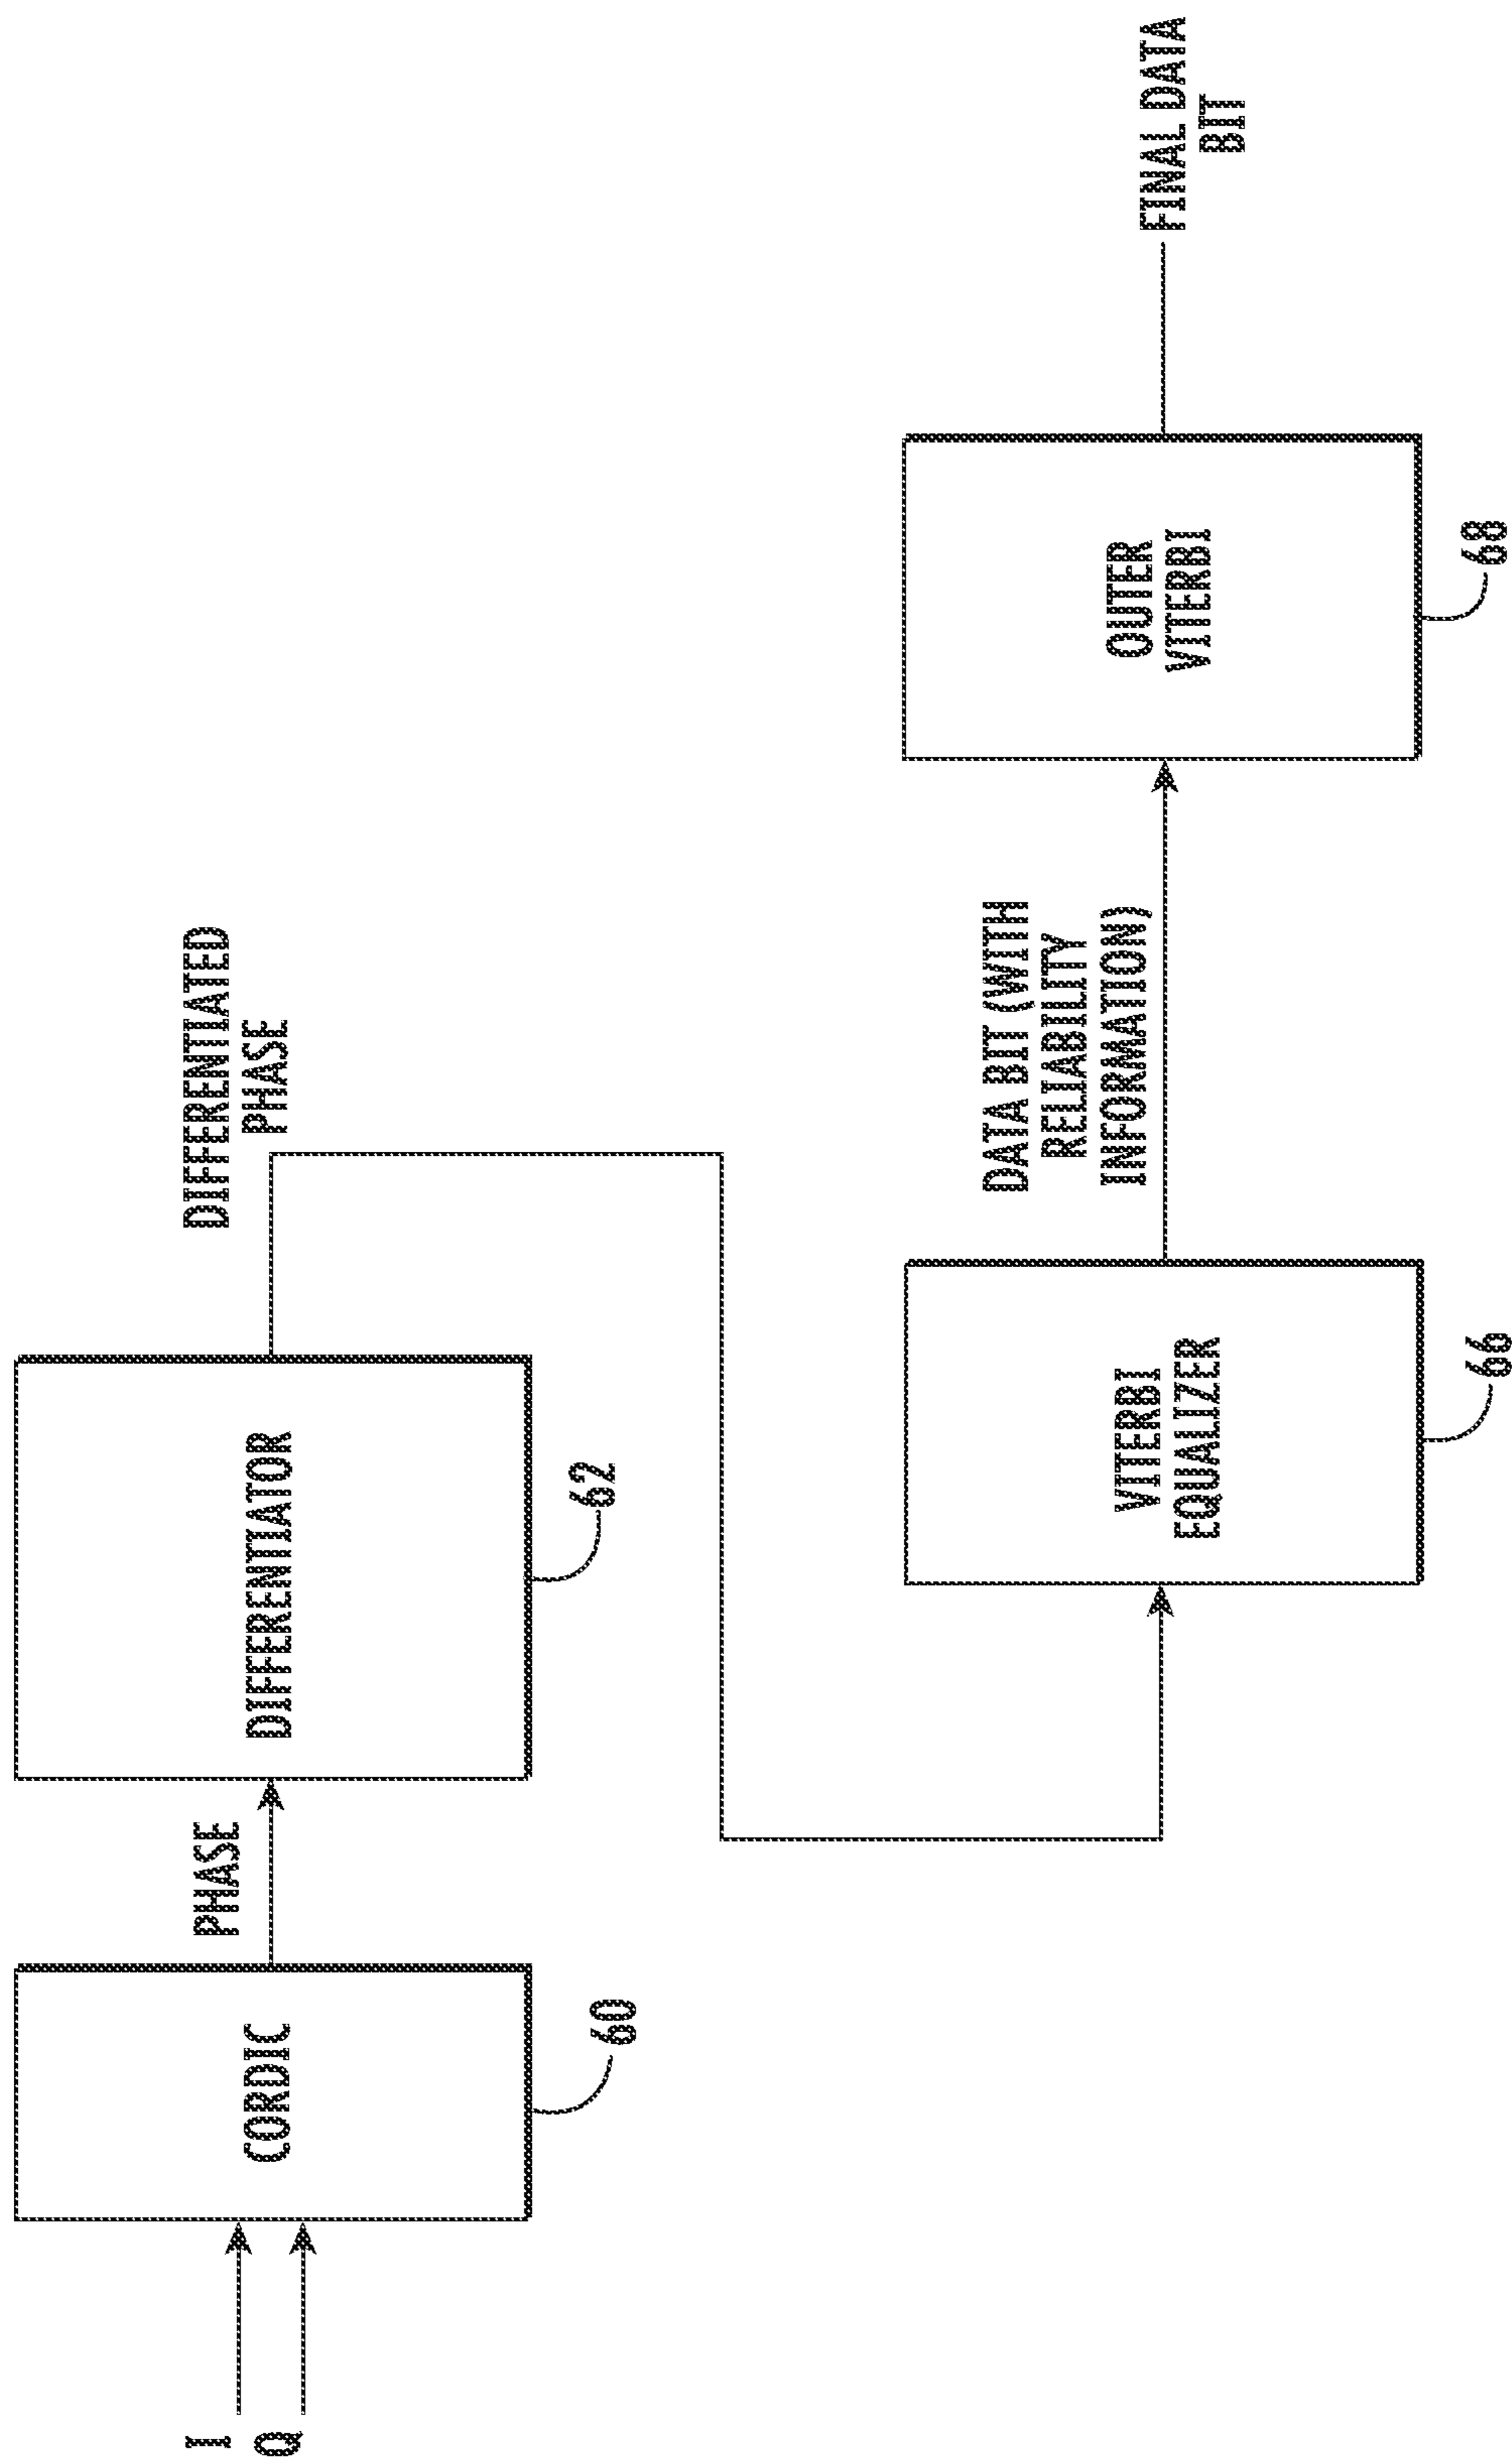 I
Q
CORDIC
60
PHASE
DIFFERENTIATOR
62
DIFFERENTIATED
PHASE
VITERBI
EQUALIZER
66
DATA BIT (WITH
RELIABILITY
INFORMATION)
OUTER
VITERBI
68
FINAL DATA
BIT